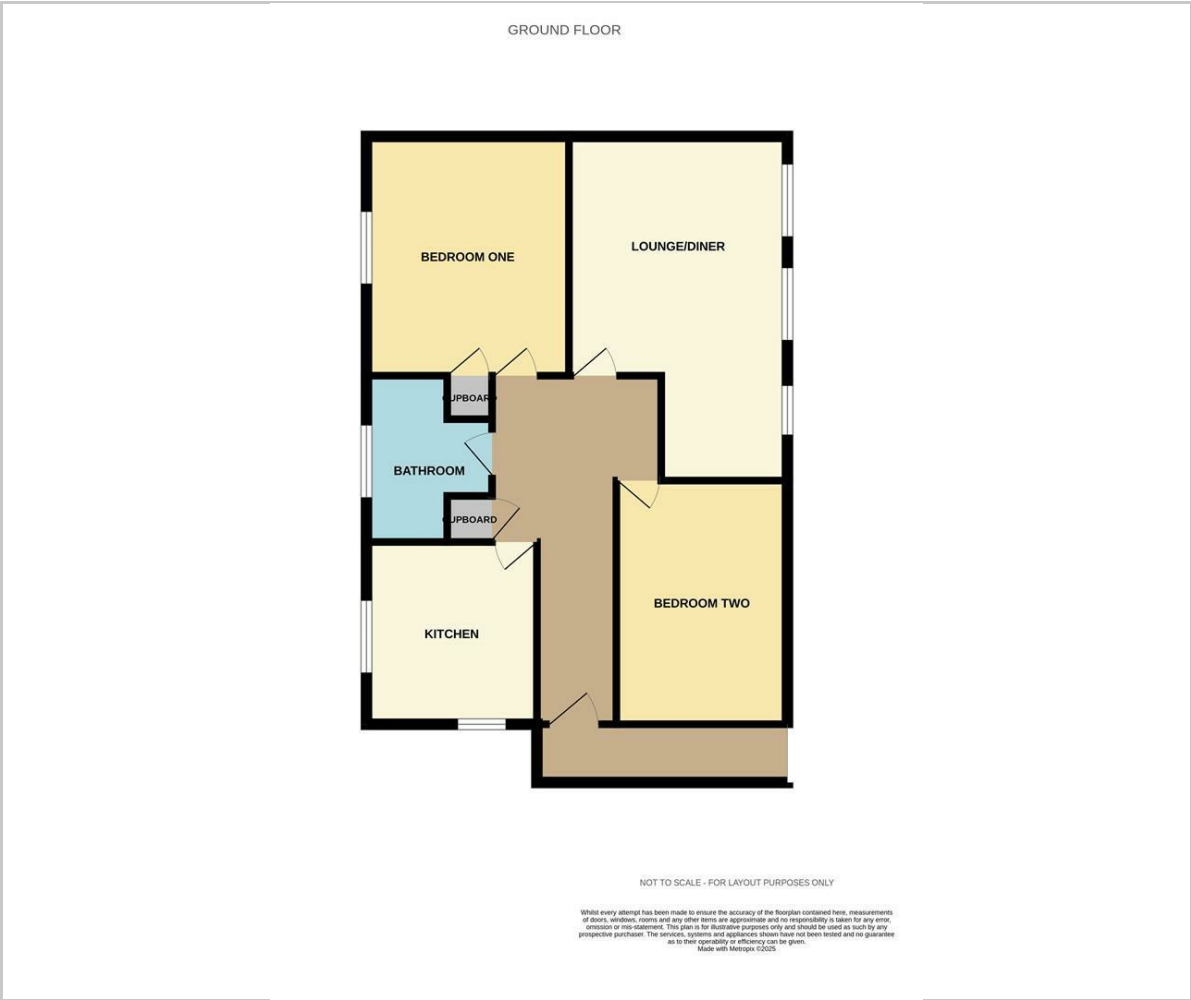 GROUND FLOOR
BEDROOM ONE
LOUNGE/DINER
CUPBOARD
BATHROOM
CUPBOARD
BEDROOM TWO
KITCHEN
NOT TO SCALE - FOR LAYOUT PURPOSES ONLY
Whilst every attempt has been made to ensure the accuracy of the floorplan contained here, measurements
of doors, windows, rooms and any other items are approximate and no responsibility is taken for any error,
omission or mis-statement. This plan is for illustrative purposes only and should be used as such by any
prospective purchaser. The services, systems and appliances shown have not been tested and no guarantee
as to their operability or efficiency can be given.
Made with Metropix ©2025